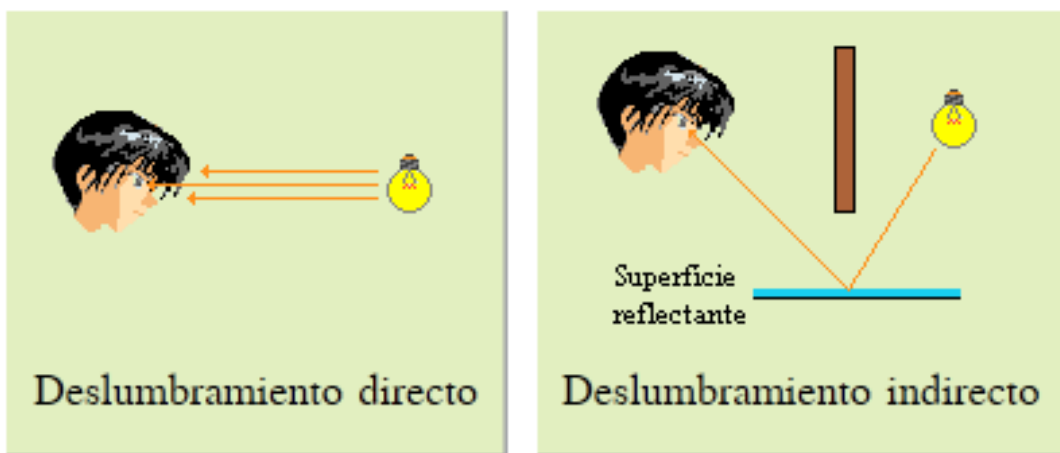 Deslumbramiento directo
Superficie
reflectante
Deslumbramiento indirecto